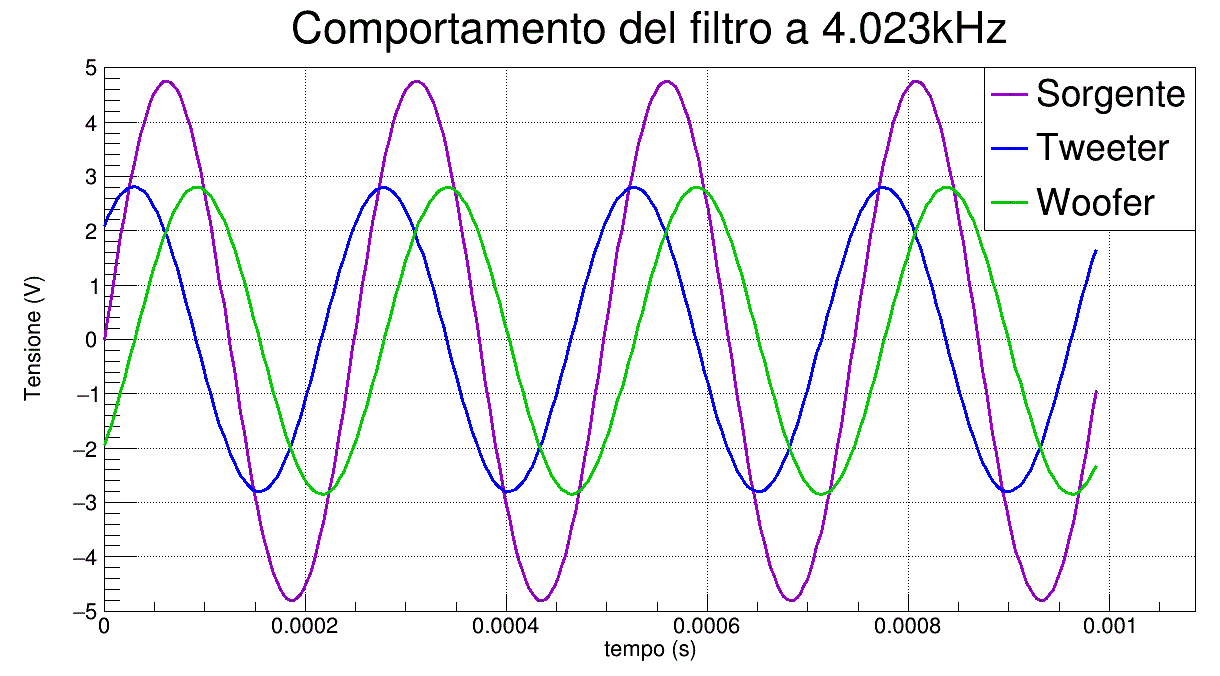 Comportamento del filtro a 4.023kHz
Sorgente
Tweeter
Woofer
Tensione (V)
5
4
3
2
1
0
−1
−2
−3
−4
−5
0 0.0002 0.0004 0.0006 0.0008 0.001
tempo (s)